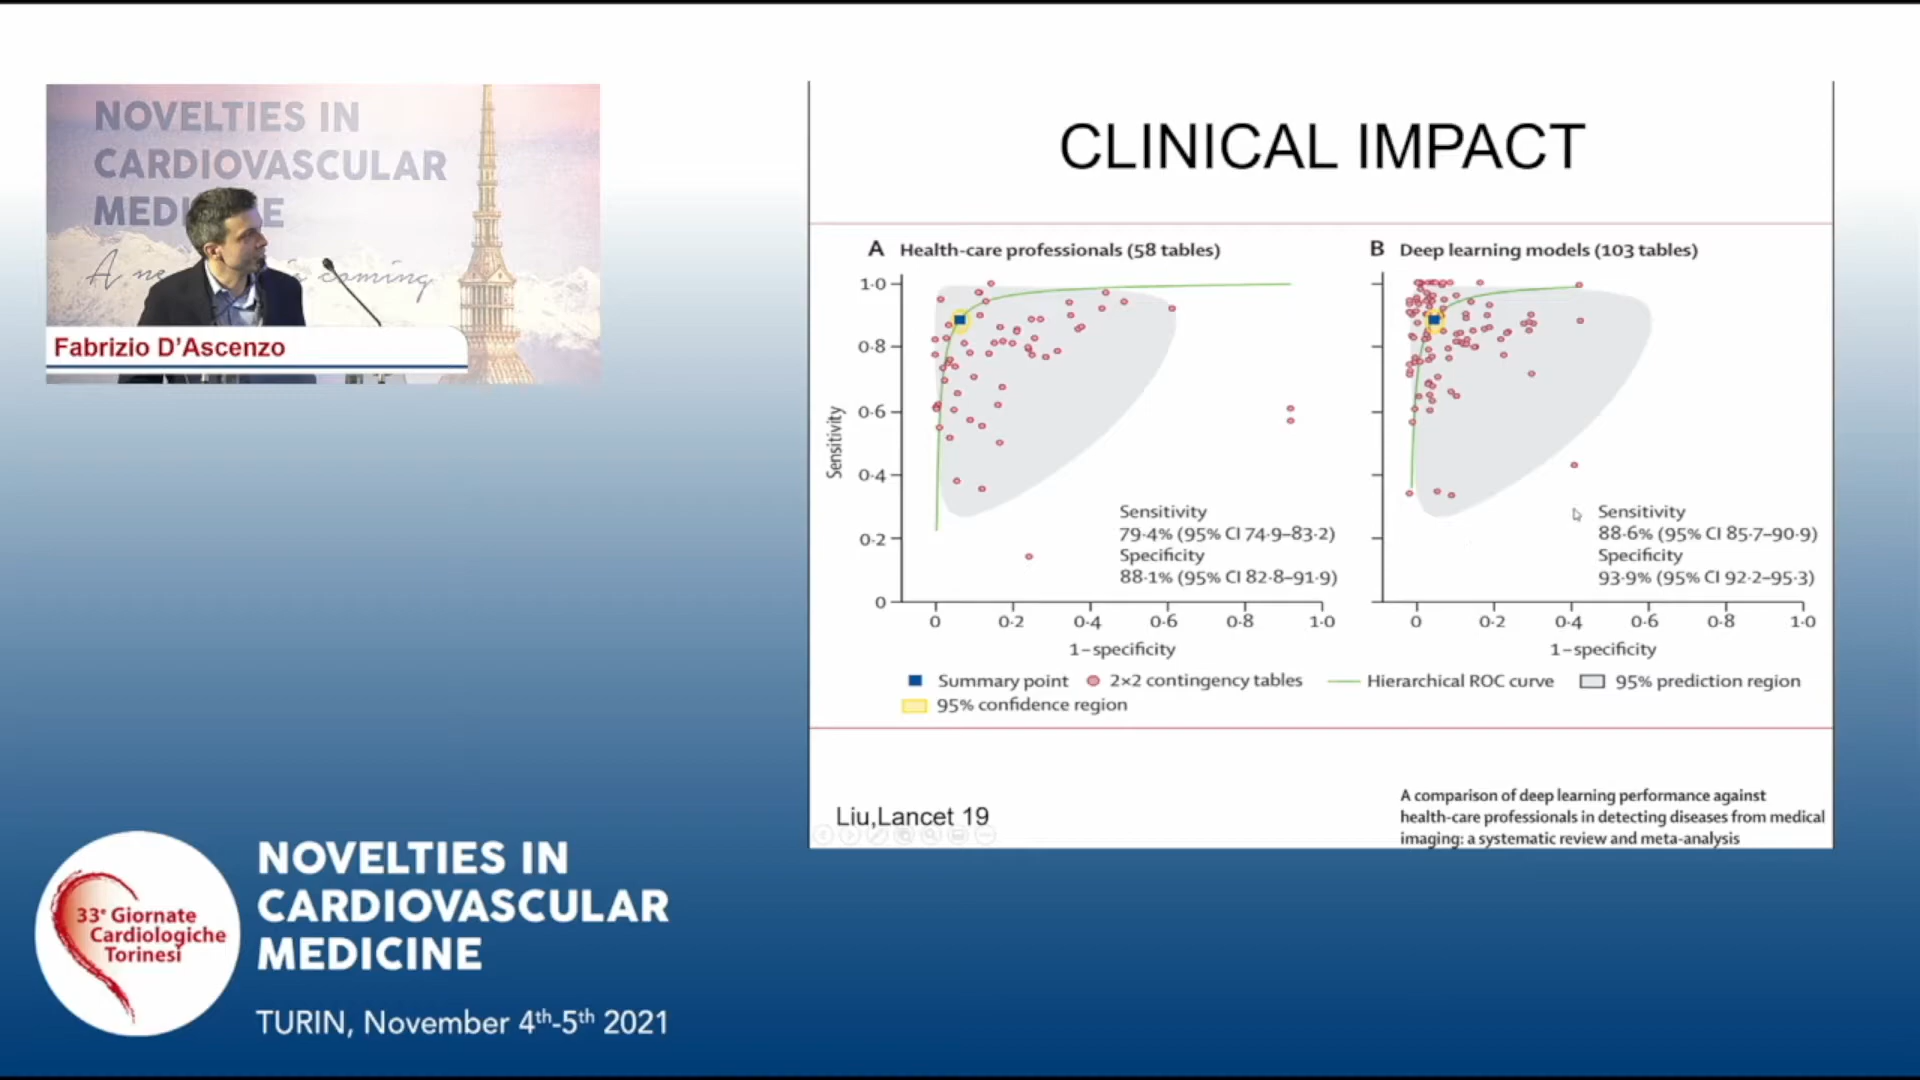 NOVELTIES IN
CARDIOVASCULAR
MEDI E
A ne coming
Fabrizio D'Ascenzo
CLINICAL IMPACT
A Health-care professionals (58 tables)
1·0
0·8
0·6
0·4
0·2
0
Sensitivity
Sensitivity
79·4% (95% CI 74·9–83·2)
Specificity
88·1% (95% CI 82·8–91·9)
0 0·2 0·4 0·6 0·8 1·0
1–specificity
B Deep learning models (103 tables)
Sensitivity
88·6% (95% CI 85·7–90·9)
Specificity
93·9% (95% CI 92·2–95·3)
0 0·2 0·4 0·6 0·8 1·0
1–specificity
Summary point 2×2 contingency tables Hierarchical ROC curve 95% prediction region
95% confidence region
Liu,Lancet 19
A comparison of deep learning performance against
health-care professionals in detecting diseases from medical
imaging: a systematic review and meta-analysis
33e Giornate
Cardiologiche
Torinesi
NOVELTIES IN
CARDIOVASCULAR
MEDICINE
TURIN, November 4th-5th 2021